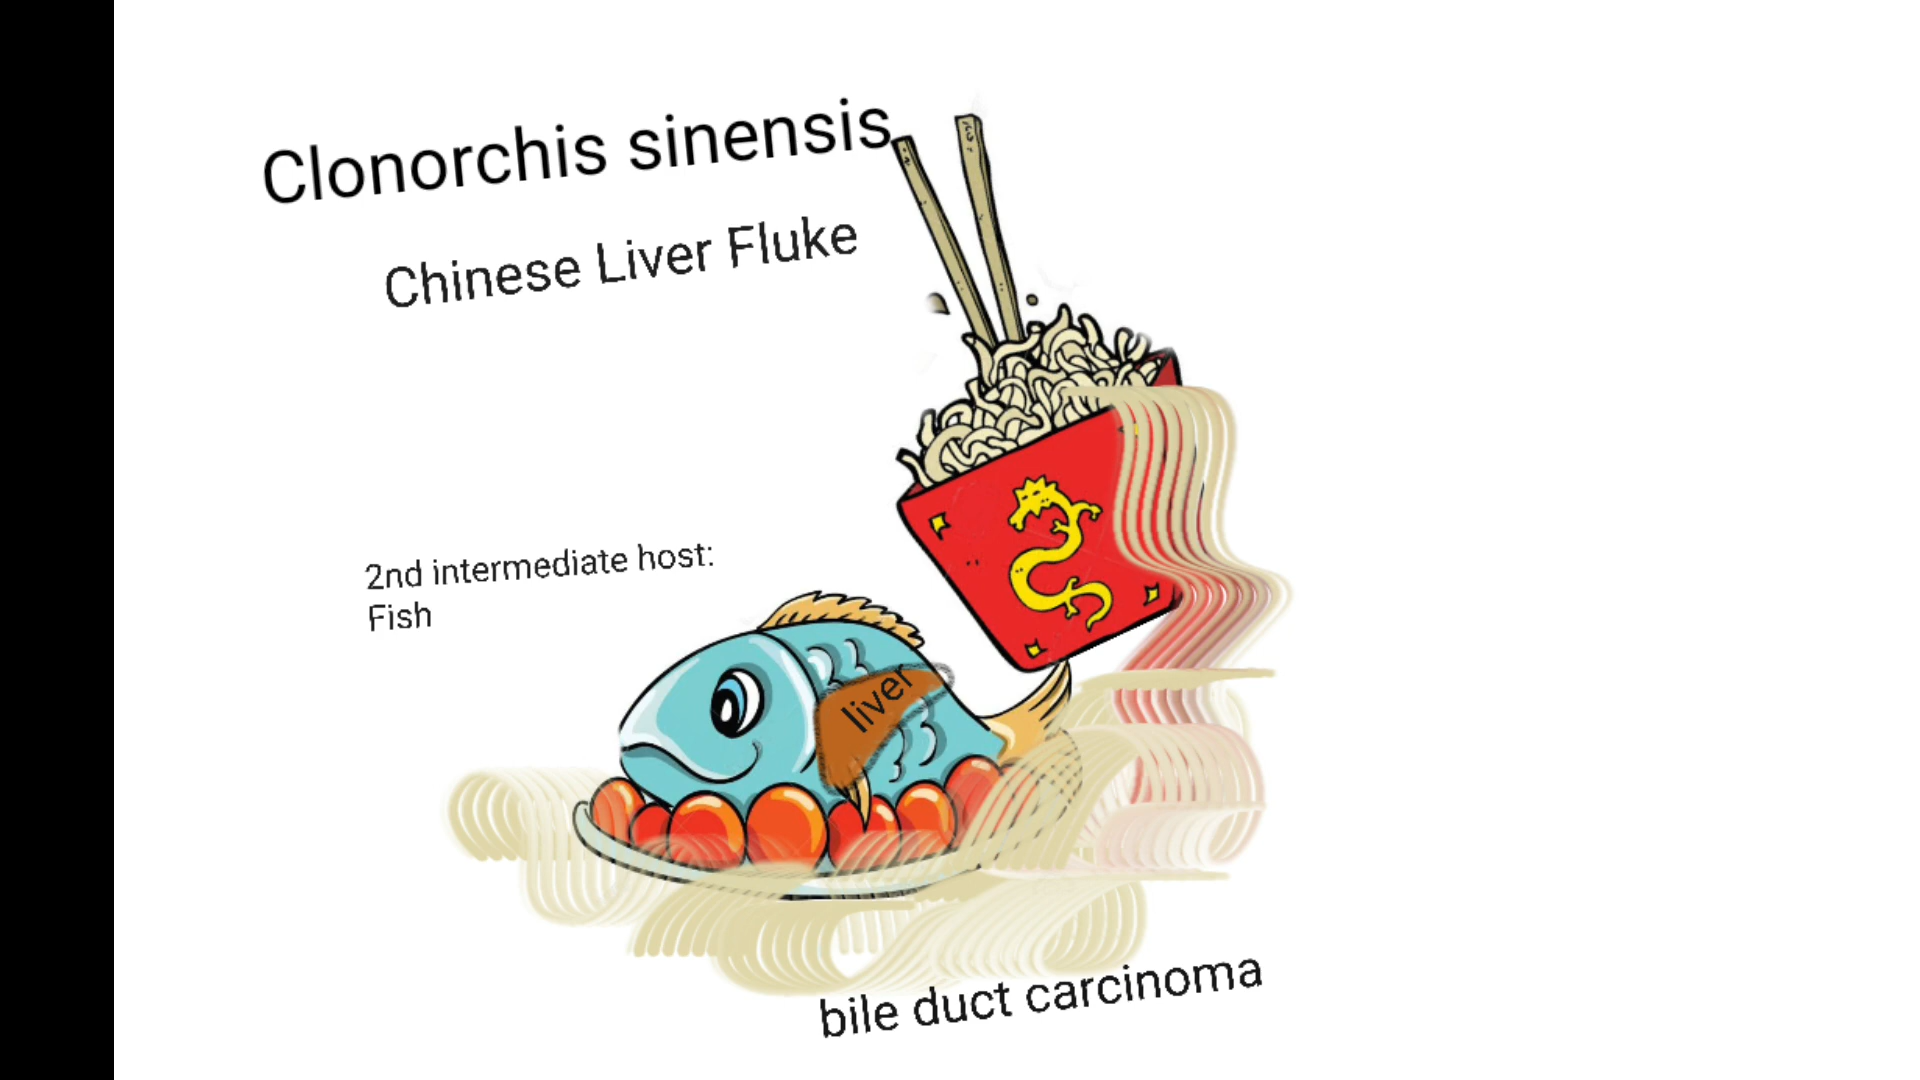 Clonorchis sinensis
Chinese Liver Fluke
2nd intermediate host:
Fish
liver
bile duct carcinoma